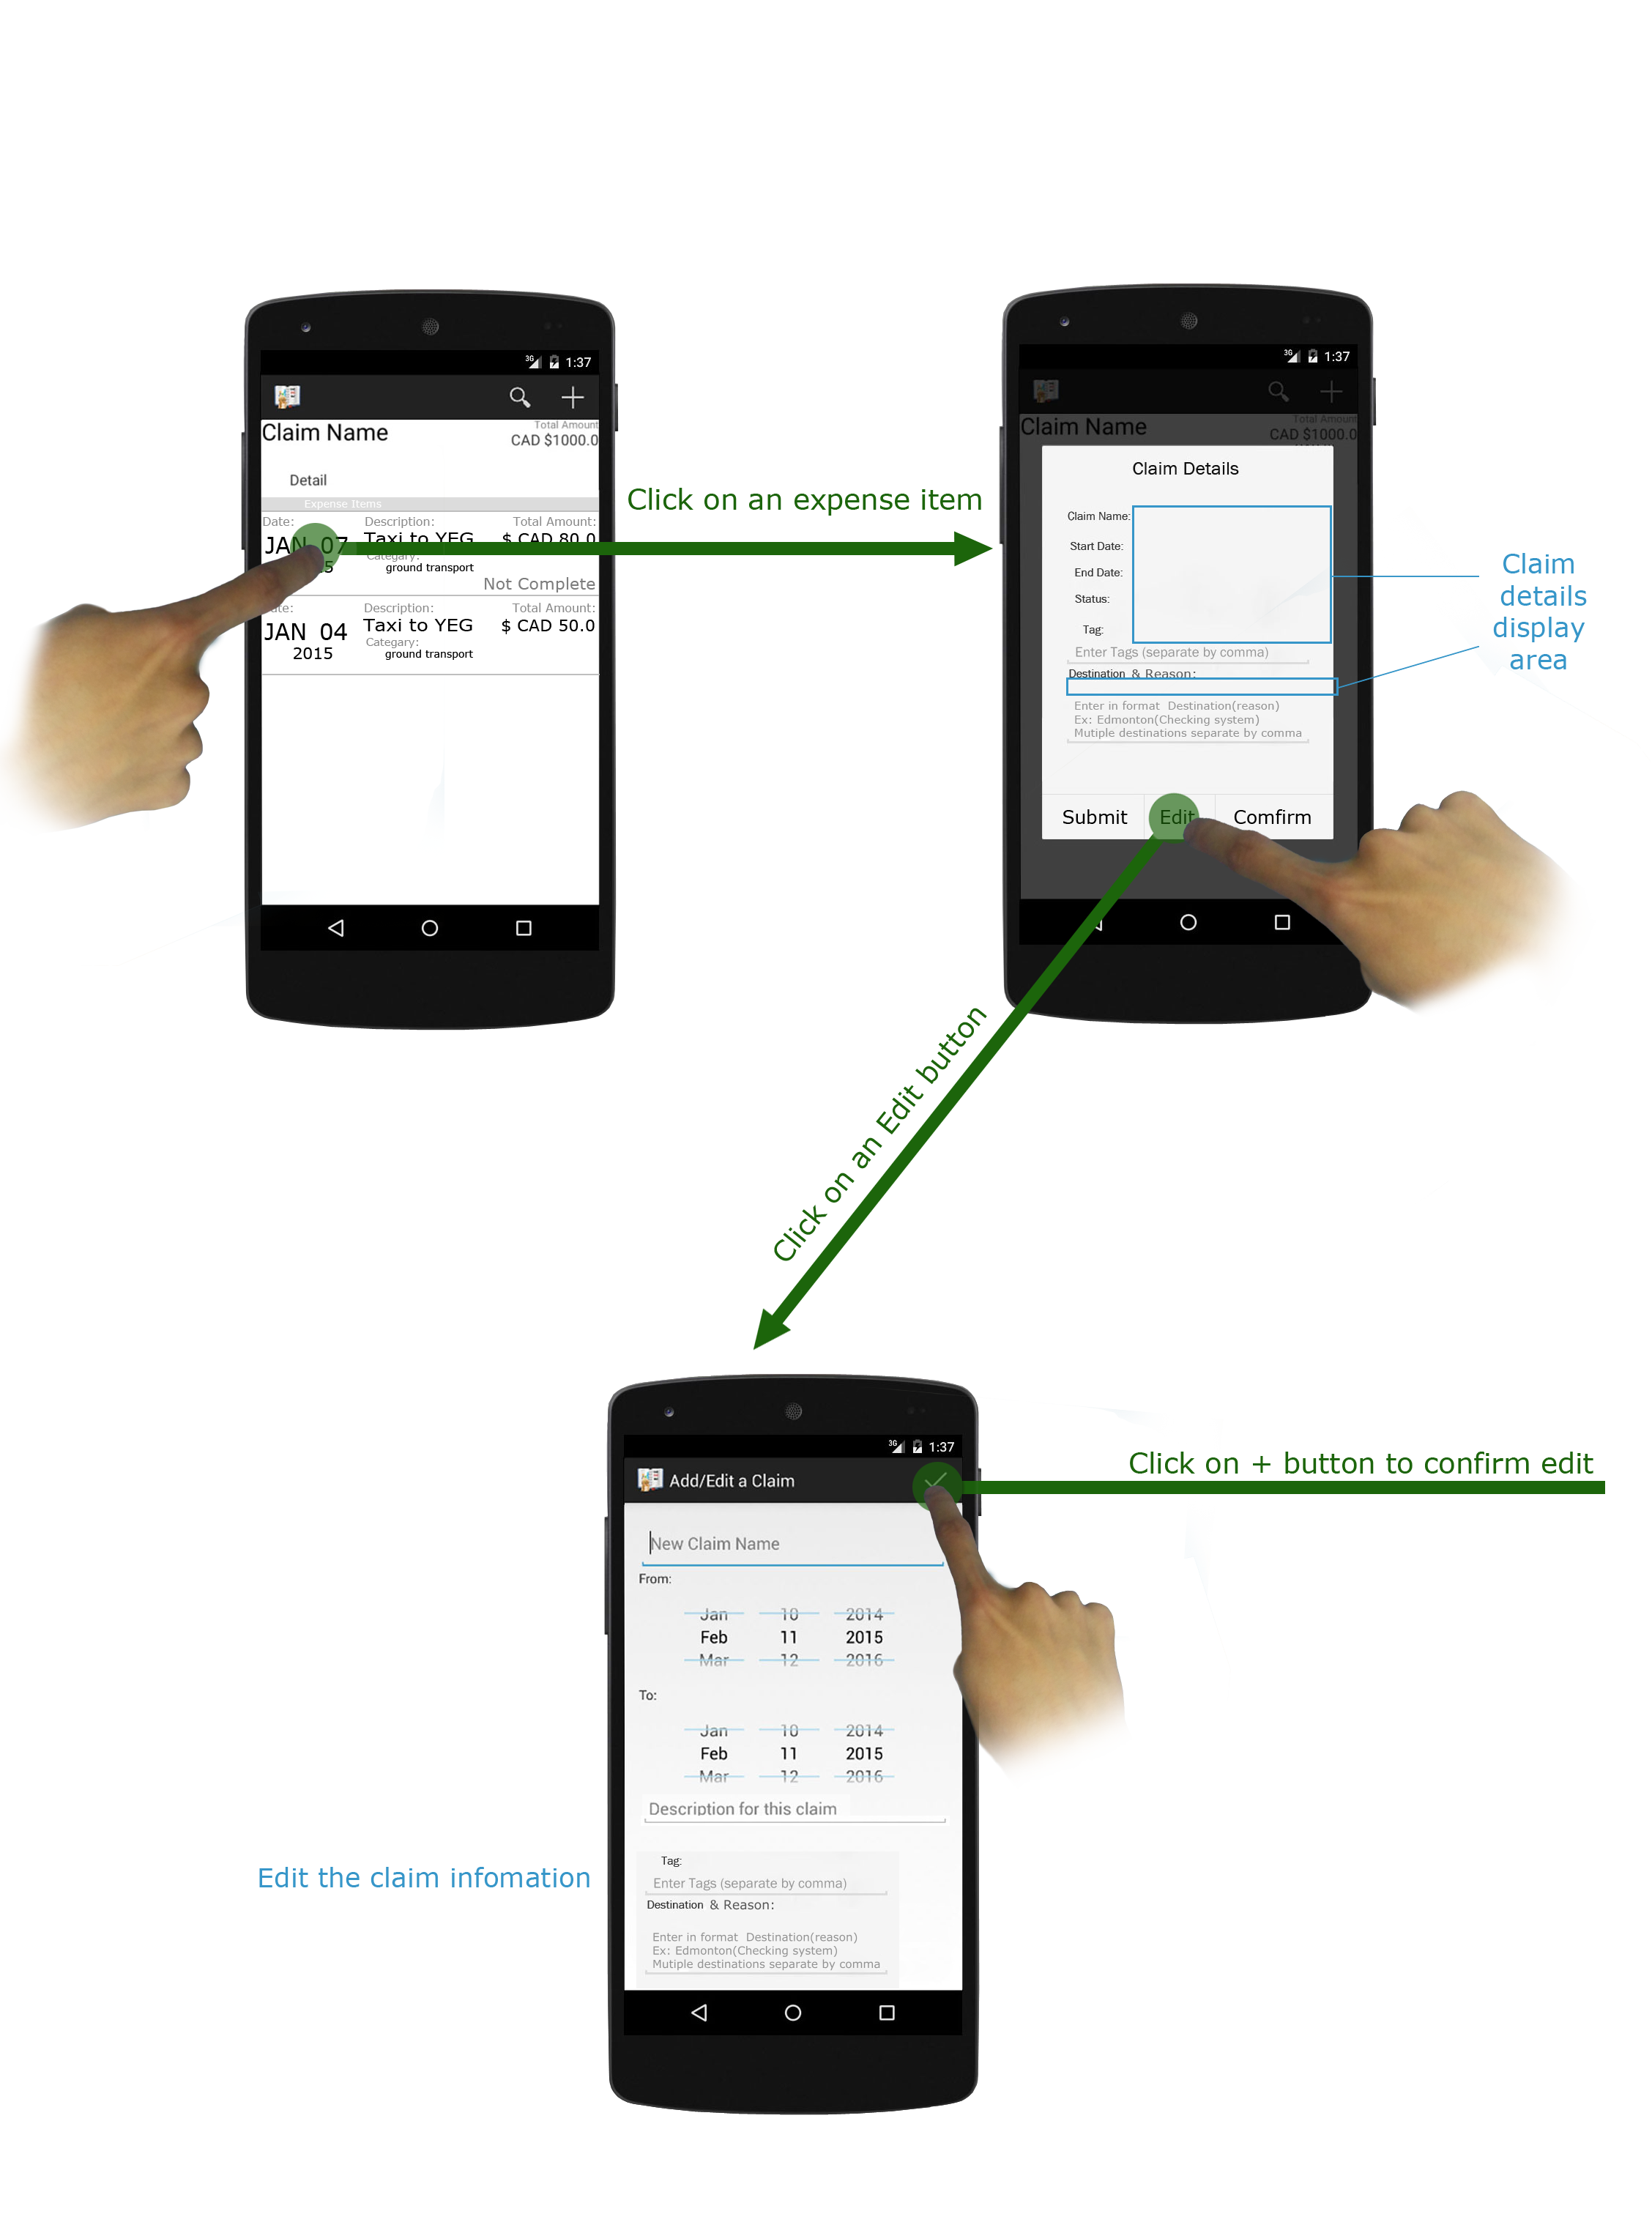 3G 1:37
Claim Name
Total Amount
CAD $1000.0
Detail
Expense Items
Date: Description: Total Amount:
JAN 07 Taxi to YEG $ CAD 80.0
Categary:
ground transport
Not Complete
Description: Total Amount:
JAN 04 Taxi to YEG $ CAD 50.0
Categary:
2015 ground transport
Click on an expense item
3G 1:37
Claim Name
Total Amount
CAD $1000.0
Claim Details
Claim Name:
Start Date:
End Date:
Status:
Tag:
Enter Tags (separate by comma)
Destination & Reason:
Enter in format Destination(reason)
Ex: Edmonton(Checking system)
Mutiple destinations separate by comma
Submit Edit Comfirm
Claim
details
display
area
Click on an Edit button
3G 1:37
Add/Edit a Claim
Click on + button to confirm edit
New Claim Name
From:
Jan 10 2014
Feb 11 2015
Mar 12 2016
To:
Jan 10 2014
Feb 11 2015
Mar 12 2016
Description for this claim
Tag:
Enter Tags (separate by comma)
Destination & Reason:
Enter in format Destination(reason)
Ex: Edmonton(Checking system)
Mutiple destinations separate by comma
Edit the claim infomation